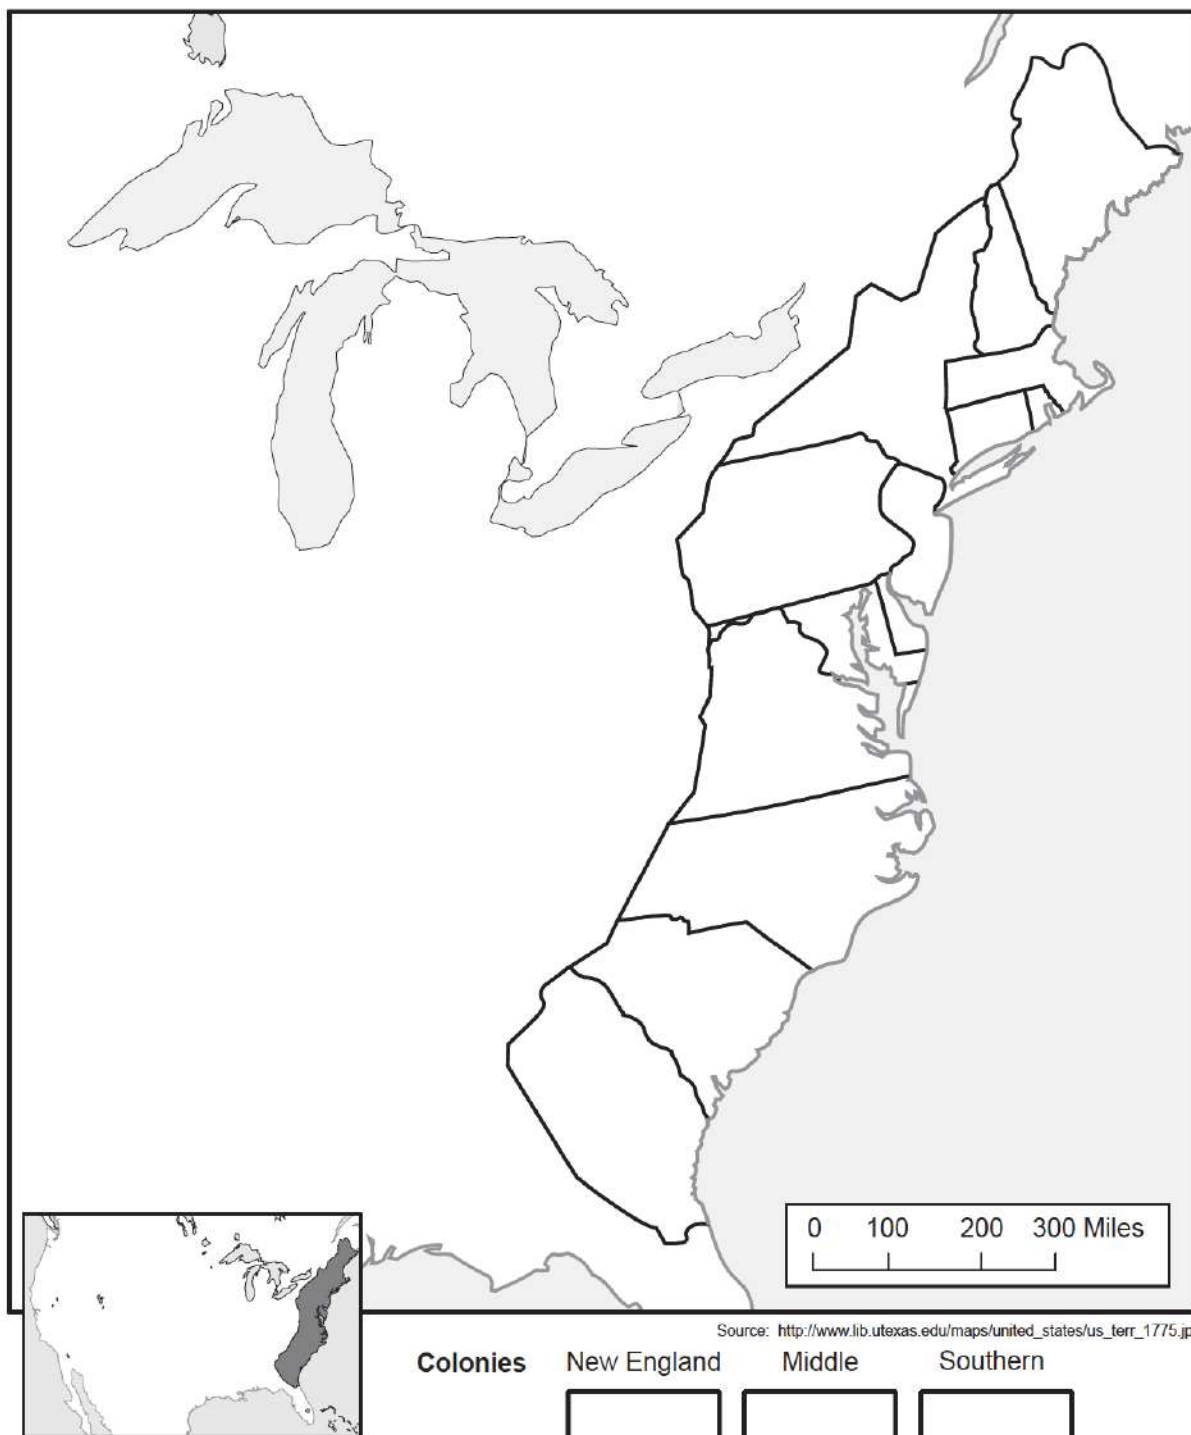 0 100 200 300 Miles
Source: http://www.lib.utexas.edu/maps/united_states/us_terr_1775.jp
Colonies New England Middle Southern